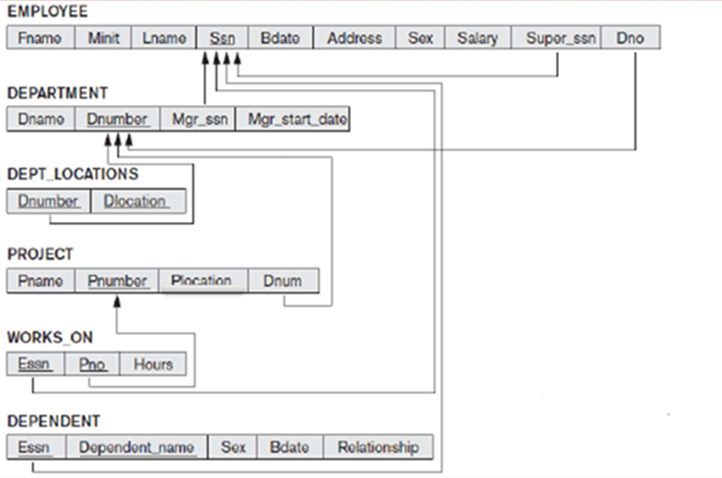 EMPLOYEE
Fname Minit Lname Ssn Bdate Address Sex Salary Super_ssn Dno
DEPARTMENT
Dname Dnumber Mgr_ssn Mgr_start_date
DEPT_LOCATIONS
Dnumber Dlocation
PROJECT
Pname Pnumber Plocation Dnum
WORKS_ON
Essn Pno Hours
DEPENDENT
Essn Dependent_name Sex Bdate Relationship